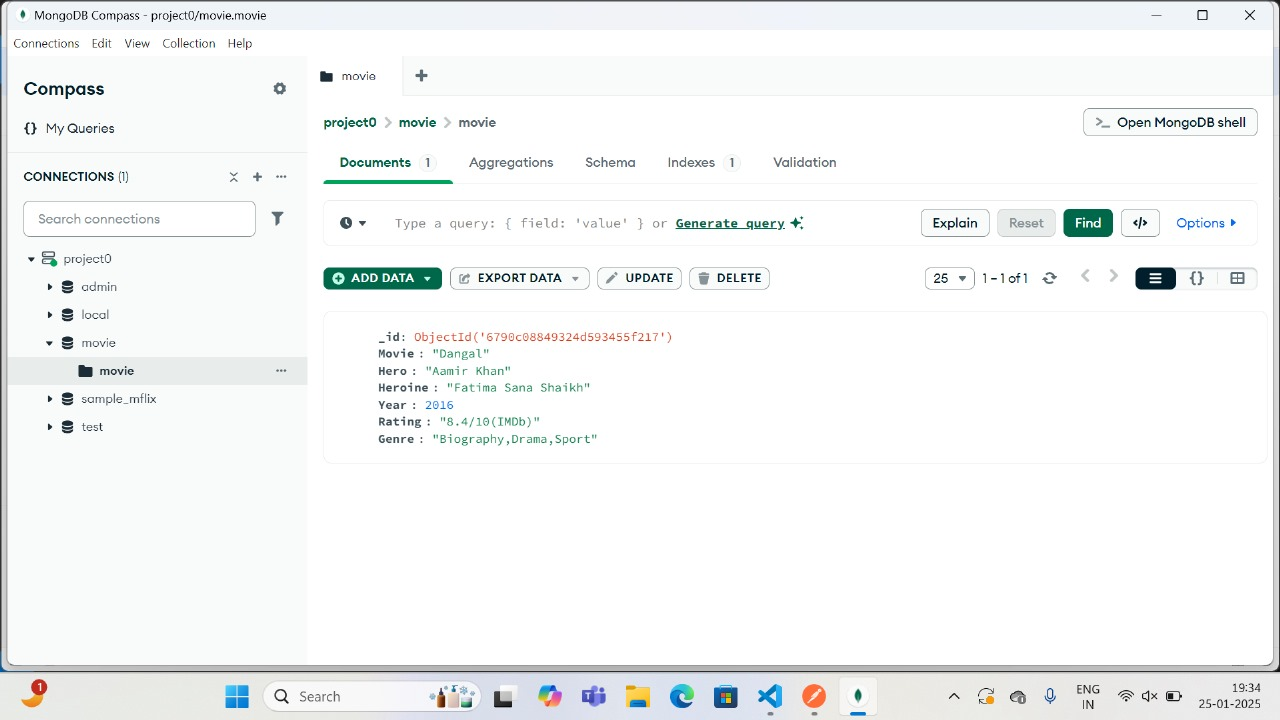 MongoDB Compass - project0/movie.movie
Connections Edit View Collection Help
Compass
{} My Queries
CONNECTIONS (1)
Search connections
project0
admin
local
movie
movie
sample_mflix
test
movie
project0 > movie > movie
>_ Open MongoDB shell
Documents 1 Aggregations Schema Indexes 1 Validation
Type a query: { field: 'value' } or Generate query
Explain Reset Find </> Options
ADD DATA EXPORT DATA UPDATE DELETE
25 1 – 1 of 1 {}
_id: ObjectId('6790c08849324d593455f217')
Movie : "Dangal"
Hero : "Aamir Khan"
Heroine : "Fatima Sana Shaikh"
Year : 2016
Rating : "8.4/10(IMDb)"
Genre : "Biography,Drama,Sport"
1
Search
ENG
IN
19:34
25-01-2025